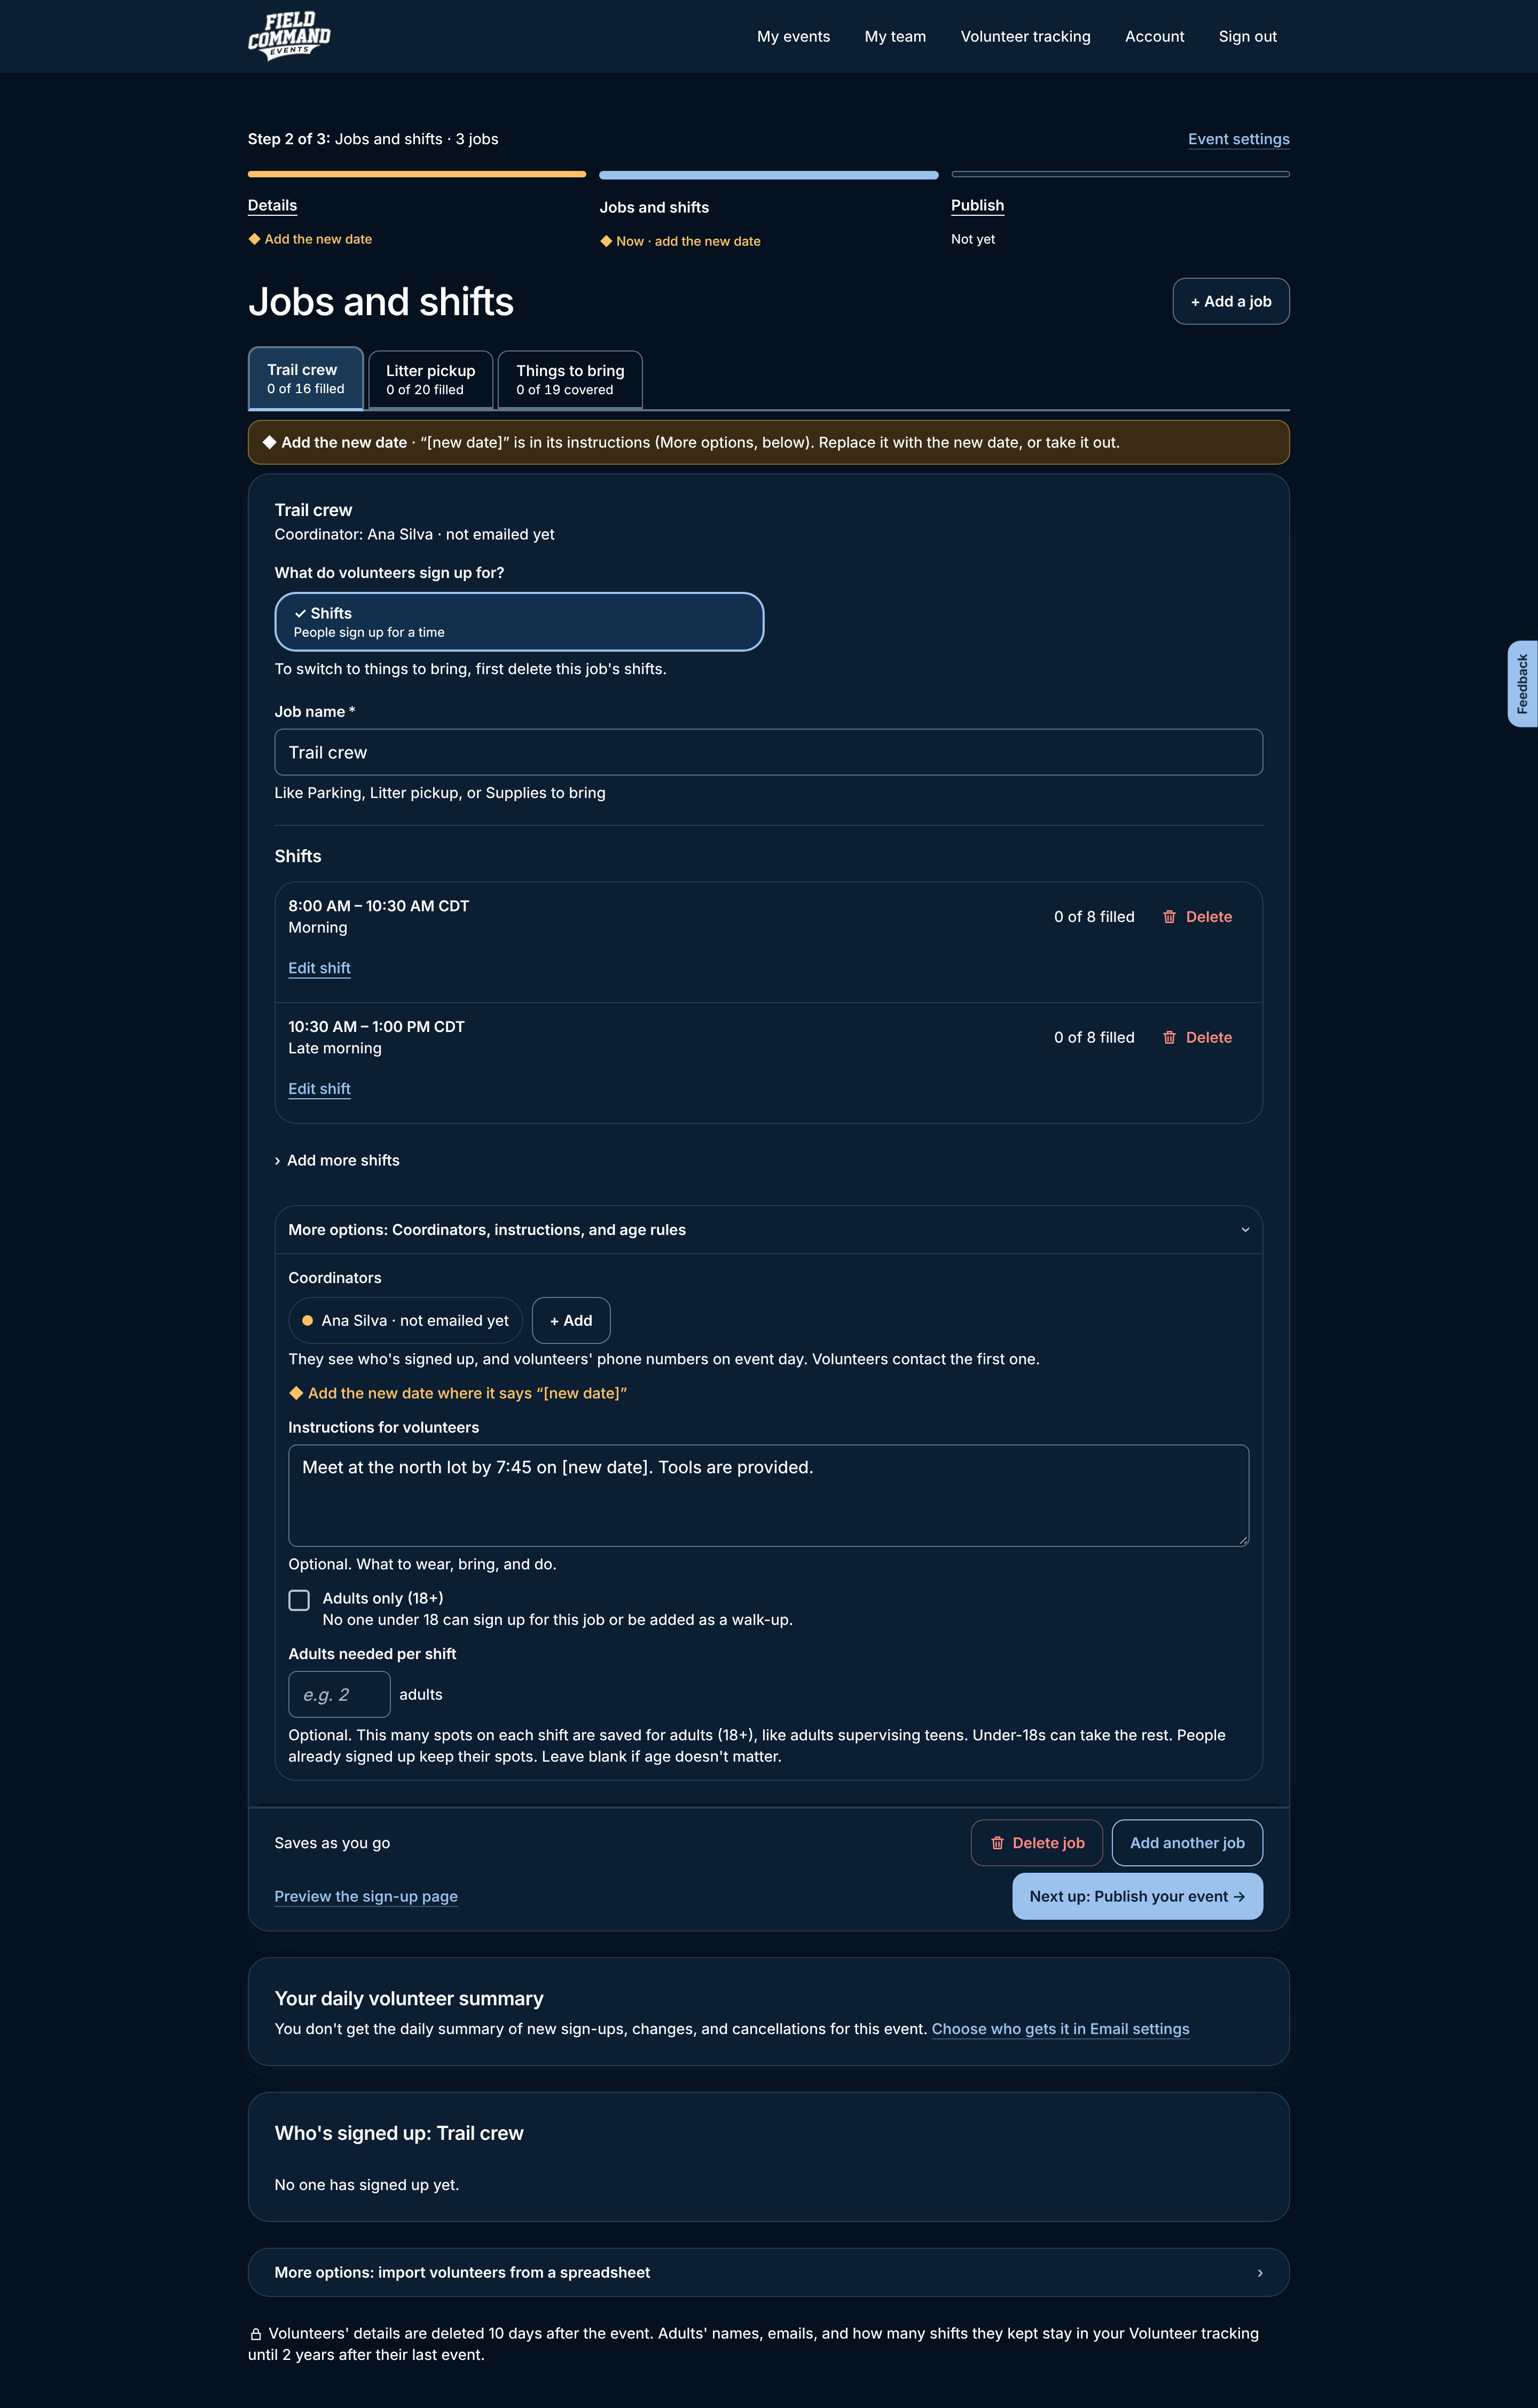 FIELD
COMMAND
EVENTS
My events
My team
Volunteer tracking
Account
Sign out
Step 2 of 3: Jobs and shifts · 3 jobs
Event settings
Details
◆ Add the new date
Jobs and shifts
◆ Now · add the new date
Publish
Not yet
Jobs and shifts
+ Add a job
Trail crew
0 of 16 filled
Litter pickup
0 of 20 filled
Things to bring
0 of 19 covered
◆ Add the new date · “[new date]” is in its instructions (More options, below). Replace it with the new date, or take it out.
Trail crew
Coordinator: Ana Silva · not emailed yet
What do volunteers sign up for?
✓ Shifts
People sign up for a time
To switch to things to bring, first delete this job's shifts.
Job name *
Trail crew
Like Parking, Litter pickup, or Supplies to bring
Shifts
8:00 AM – 10:30 AM CDT
Morning
0 of 8 filled
Delete
Edit shift
10:30 AM – 1:00 PM CDT
Late morning
0 of 8 filled
Delete
Edit shift
› Add more shifts
More options: Coordinators, instructions, and age rules
Coordinators
Ana Silva · not emailed yet
+ Add
They see who's signed up, and volunteers' phone numbers on event day. Volunteers contact the first one.
◆ Add the new date where it says “[new date]”
Instructions for volunteers
Meet at the north lot by 7:45 on [new date]. Tools are provided.
Optional. What to wear, bring, and do.
Adults only (18+)
No one under 18 can sign up for this job or be added as a walk-up.
Adults needed per shift
e.g. 2
adults
Optional. This many spots on each shift are saved for adults (18+), like adults supervising teens. Under-18s can take the rest. People
already signed up keep their spots. Leave blank if age doesn't matter.
Saves as you go
Delete job
Add another job
Preview the sign-up page
Next up: Publish your event →
Your daily volunteer summary
You don't get the daily summary of new sign-ups, changes, and cancellations for this event. Choose who gets it in Email settings
Who's signed up: Trail crew
No one has signed up yet.
More options: import volunteers from a spreadsheet
Volunteers' details are deleted 10 days after the event. Adults' names, emails, and how many shifts they kept stay in your Volunteer tracking
until 2 years after their last event.
Feedback